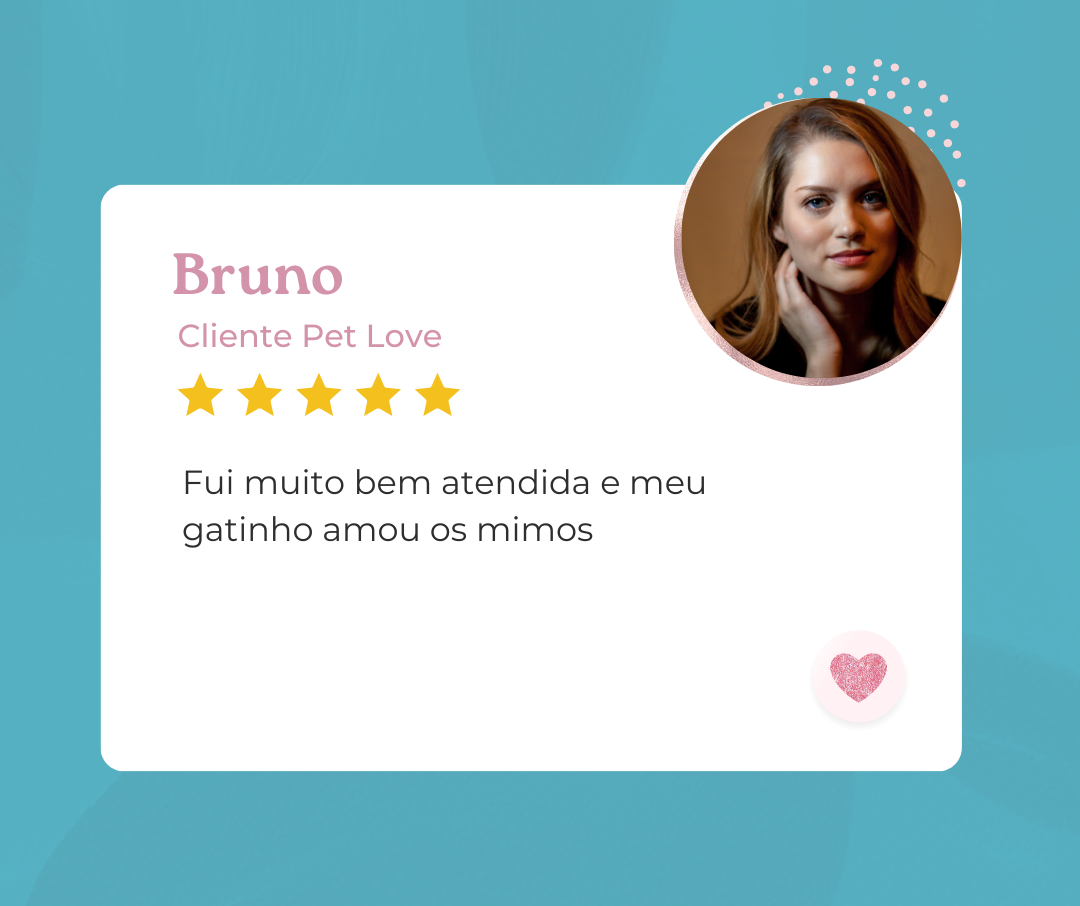 Bruno
Cliente Pet Love
Fui muito bem atendida e meu
gatinho amou os mimos